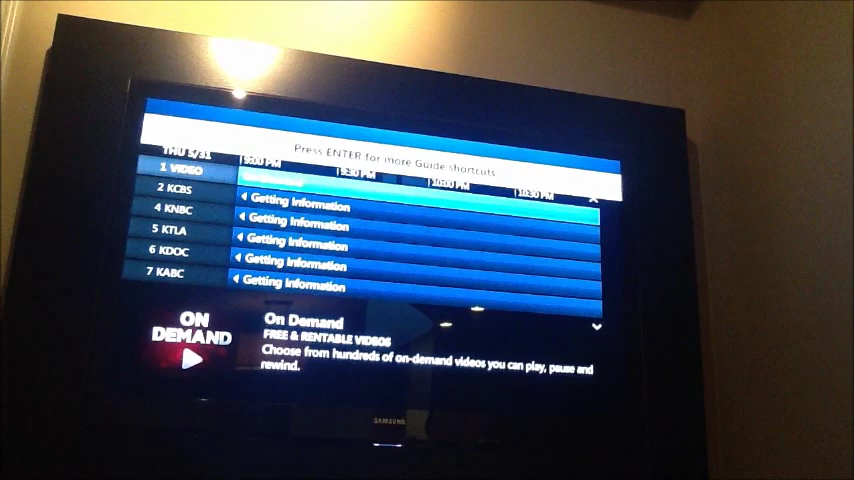 Press ENTER for more Guide shortcuts
THU 5/31 9:00 PM 9:30 PM 10:00 PM 10:30 PM
1 VIDEO
2 KCBS Getting Information
4 KNBC Getting Information
5 KTLA Getting Information
6 KDOC Getting Information
7 KABC Getting Information
ON DEMAND
On Demand
FREE & RENTABLE VIDEOS
Choose from hundreds of on-demand videos you can play, pause and
rewind.
SAMSUNG